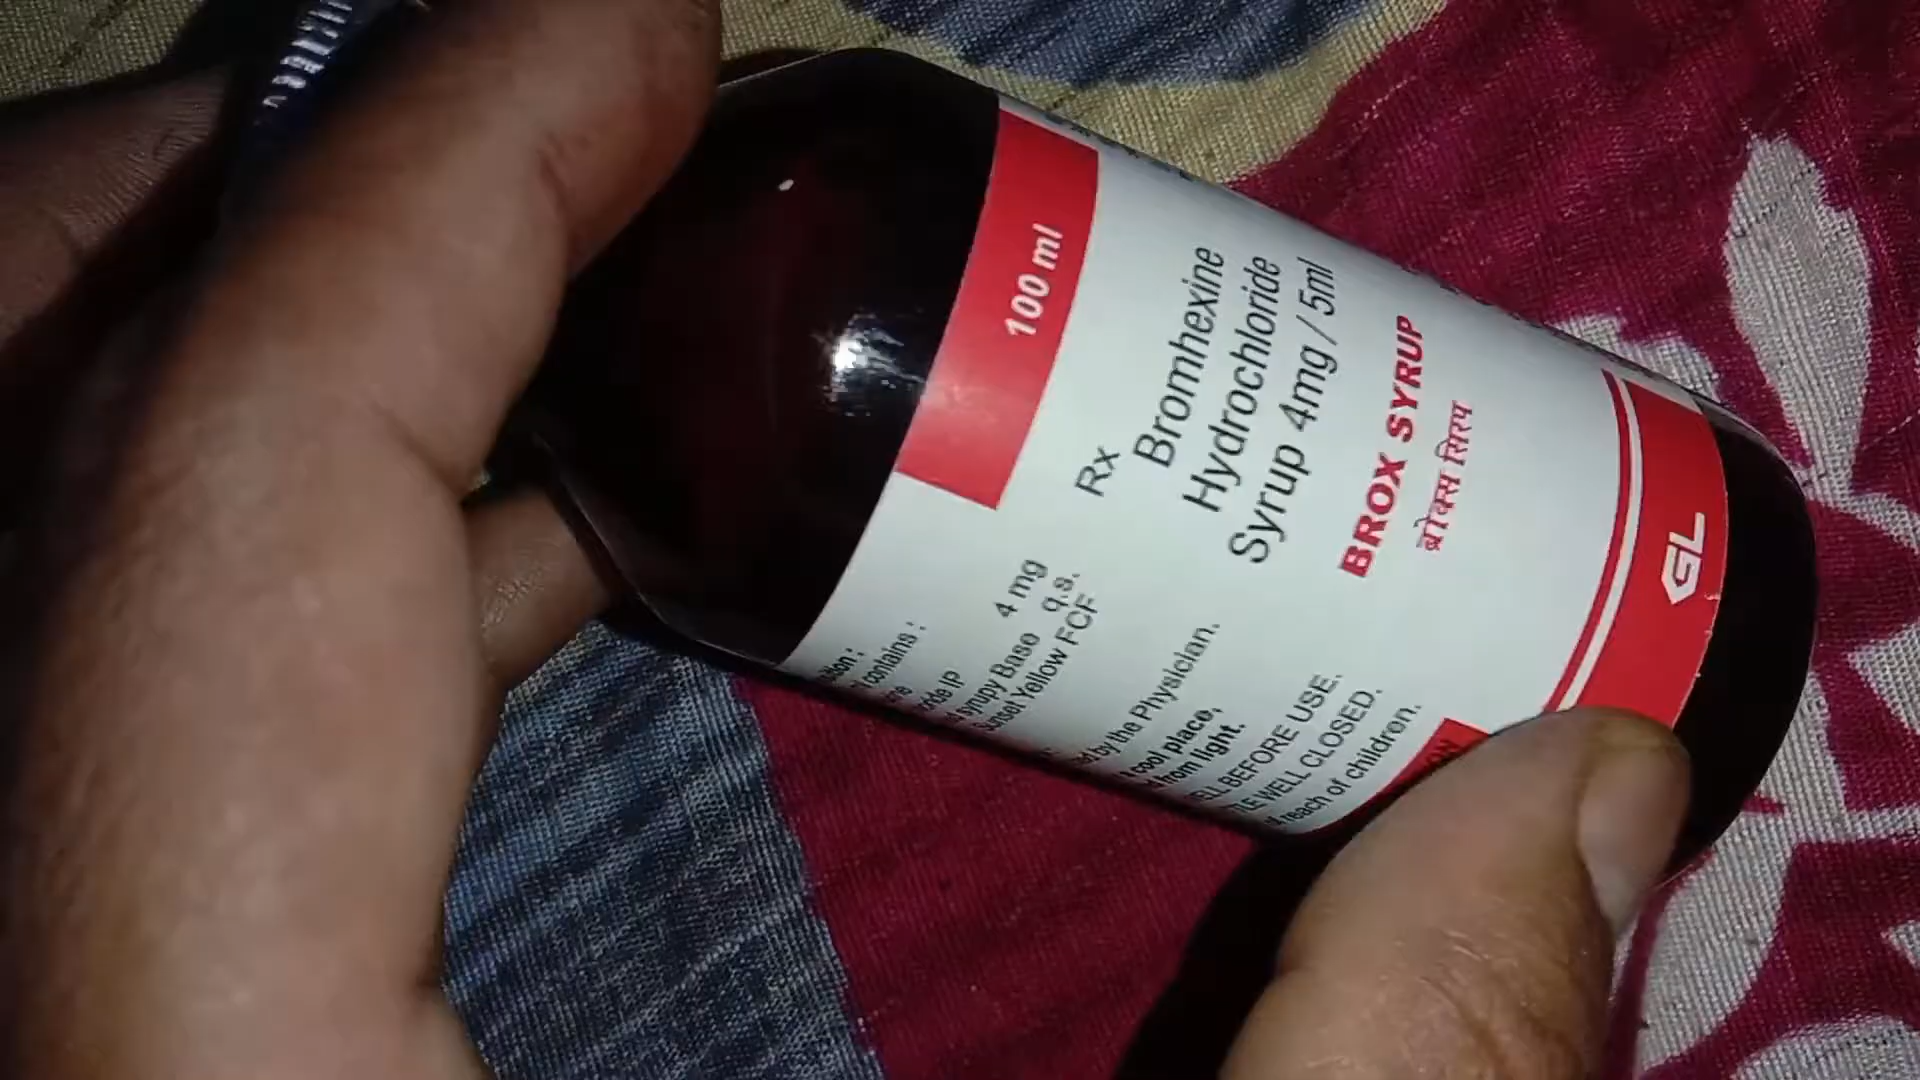 100 ml
Rx
Bromhexine
Hydrochloride
Syrup 4mg / 5ml
BROX SYRUP
ब्रोक्स सिरप
GL
contains :
4 mg
syrupy Base q.s.
Sunset Yellow FCF
by the Physician.
cool place,
from light.
BEFORE USE.
WELL CLOSED.
reach of children.